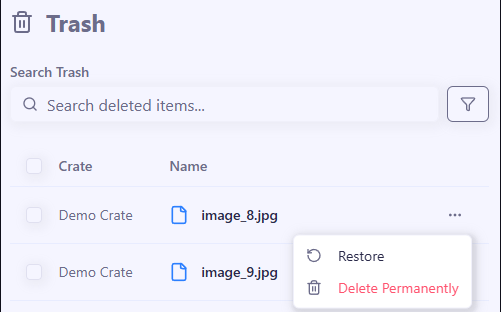 Trash
Search Trash
Search deleted items...
Crate Name
Demo Crate image_8.jpg
Restore
Demo Crate image_9.jpg
Delete Permanently